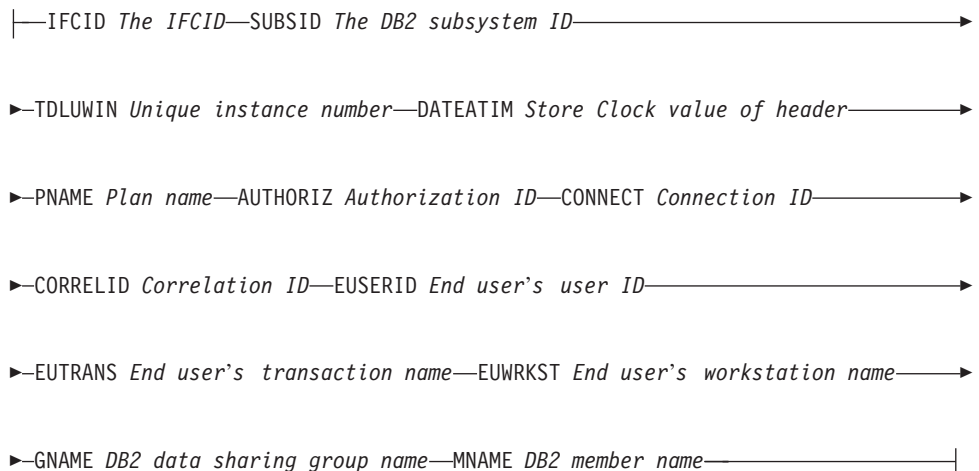 IFCID The IFCID SUBSID The DB2 subsystem ID
TDLUWIN Unique instance number DATEATIM Store Clock value of header
PNAME Plan name AUTHORIZ Authorization ID CONNECT Connection ID
CORRELID Correlation ID EUSERID End user's user ID
EUTRANS End user's transaction name EUWRKST End user's workstation name
GNAME DB2 data sharing group name MNAME DB2 member name